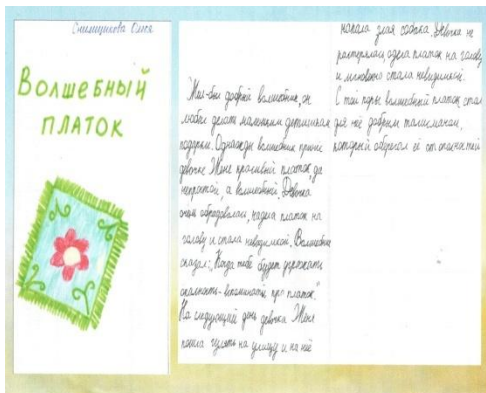 Слинщикова Олеся
Волшебный
платок
Жил-был добрый волшебник, он
любил делать маленьким детишкам
подарки. Однажды волшебник принёс
девочке Жене красивый платок, да
непростой, а волшебный. Девочка
очень обрадовалась, надела платок на
голову и стала невидимкой. Волшебник
сказал: "Когда тебе будет угрожать
опасность - вспоминай про платок."
На следующий день девочка Женя
пошла гулять на улицу и на неё
напала злая собака. Девочка не
растерялась одела платок на голову
и мгновенно стала невидимкой.
С той поры волшебный платок стал
для неё добрым талисманом,
который оберегал её от опасностей